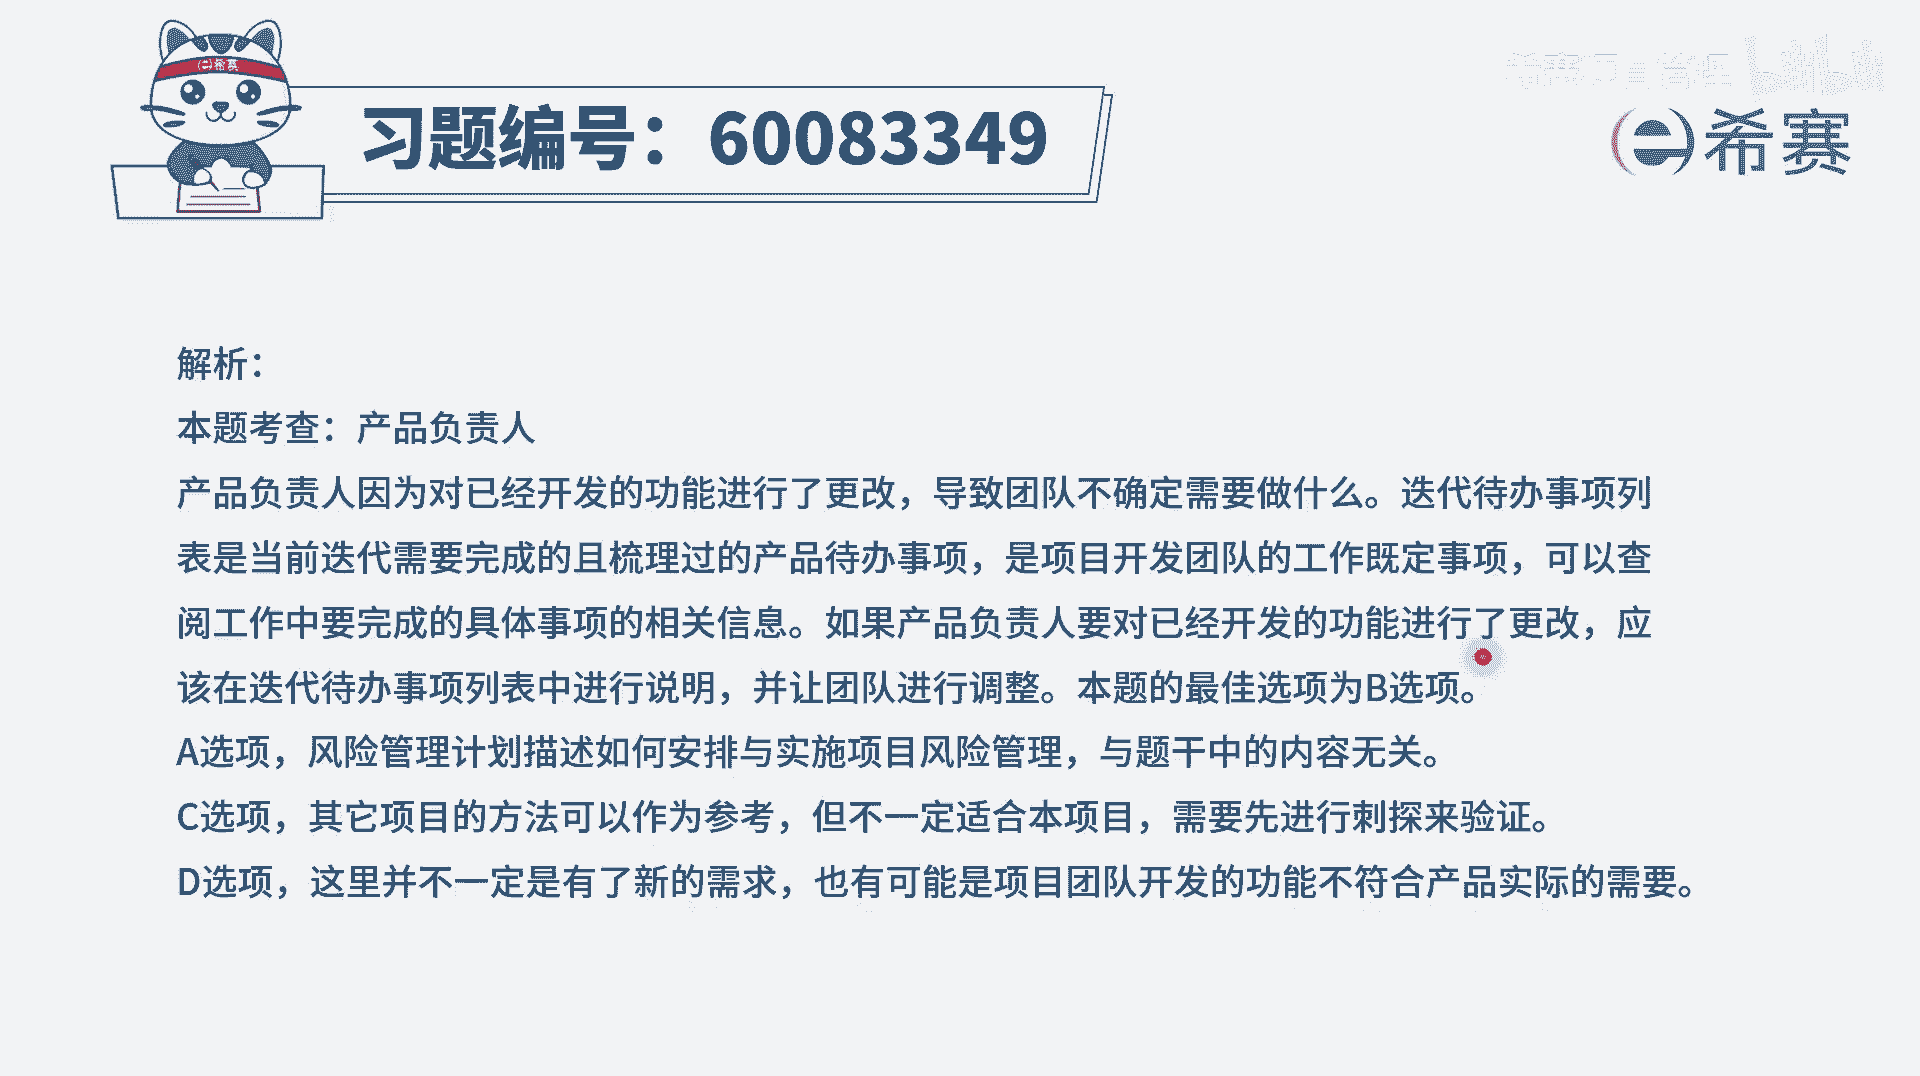 希赛
习题编号：60083349
希赛
解析：
本题考查：产品负责人
产品负责人因为对已经开发的功能进行了更改，导致团队不确定需要做什么。迭代待办事项列
表是当前迭代需要完成的且梳理过的产品待办事项，是项目开发团队的工作既定事项，可以查
阅工作中要完成的具体事项的相关信息。如果产品负责人要对已经开发的功能进行了更改，应
该在迭代待办事项列表中进行说明，并让团队进行调整。本题的最佳选项为B选项。
A选项，风险管理计划描述如何安排与实施项目风险管理，与题干中的内容无关。
C选项，其它项目的方法可以作为参考，但不一定适合本项目，需要先进行刺探来验证。
D选项，这里并不一定是有了新的需求，也有可能是项目团队开发的功能不符合产品实际的需要。